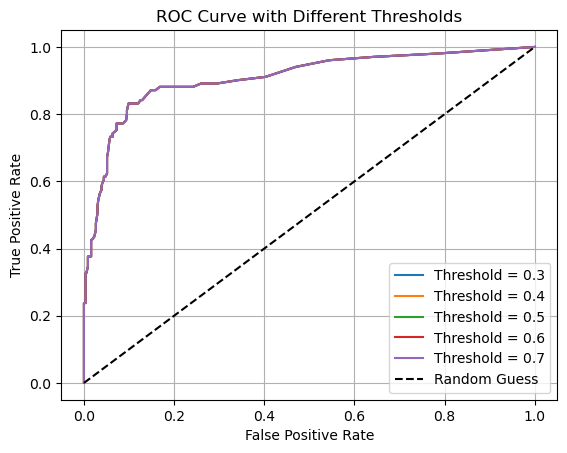 ROC Curve with Different Thresholds
1.0
0.8
0.6
0.4
0.2
0.0
True Positive Rate
Threshold = 0.3
Threshold = 0.4
Threshold = 0.5
Threshold = 0.6
Threshold = 0.7
Random Guess
0.0 0.2 0.4 0.6 0.8 1.0
False Positive Rate